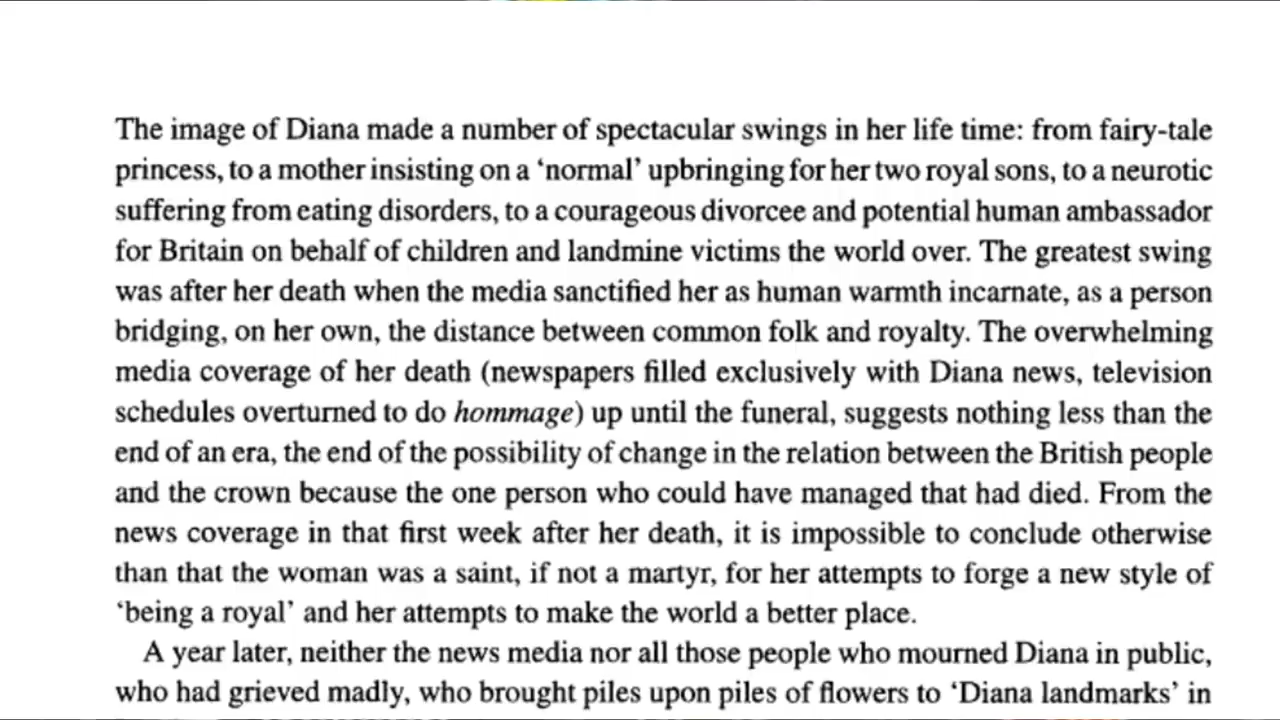 The image of Diana made a number of spectacular swings in her life time: from fairy-tale
princess, to a mother insisting on a ‘normal’ upbringing for her two royal sons, to a neurotic
suffering from eating disorders, to a courageous divorcee and potential human ambassador
for Britain on behalf of children and landmine victims the world over. The greatest swing
was after her death when the media sanctified her as human warmth incarnate, as a person
bridging, on her own, the distance between common folk and royalty. The overwhelming
media coverage of her death (newspapers filled exclusively with Diana news, television
schedules overturned to do hommage) up until the funeral, suggests nothing less than the
end of an era, the end of the possibility of change in the relation between the British people
and the crown because the one person who could have managed that had died. From the
news coverage in that first week after her death, it is impossible to conclude otherwise
than that the woman was a saint, if not a martyr, for her attempts to forge a new style of
‘being a royal’ and her attempts to make the world a better place.
A year later, neither the news media nor all those people who mourned Diana in public,
who had grieved madly, who brought piles upon piles of flowers to ‘Diana landmarks’ in